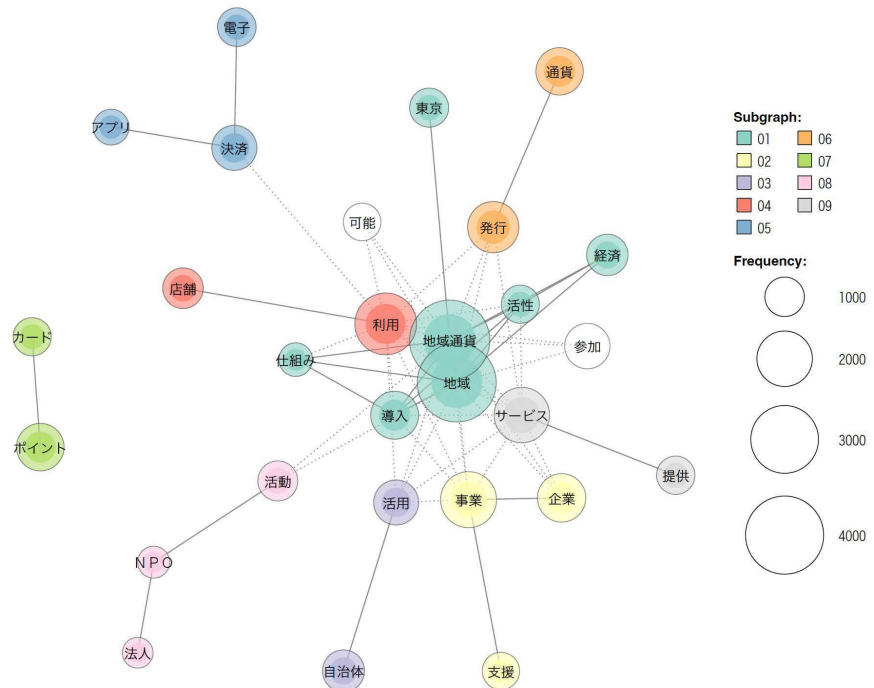 電子
通貨
東京
アプリ
決済
可能
発行
経済
店舗
活性
利用
地域通貨
参加
カード
仕組み
地域
導入
サービス
ポイント
活動
提供
活用
事業
企業
NPO
法人
自治体
支援
Subgraph:
01
06
02
07
03
08
04
09
05
Frequency:
1000
2000
3000
4000